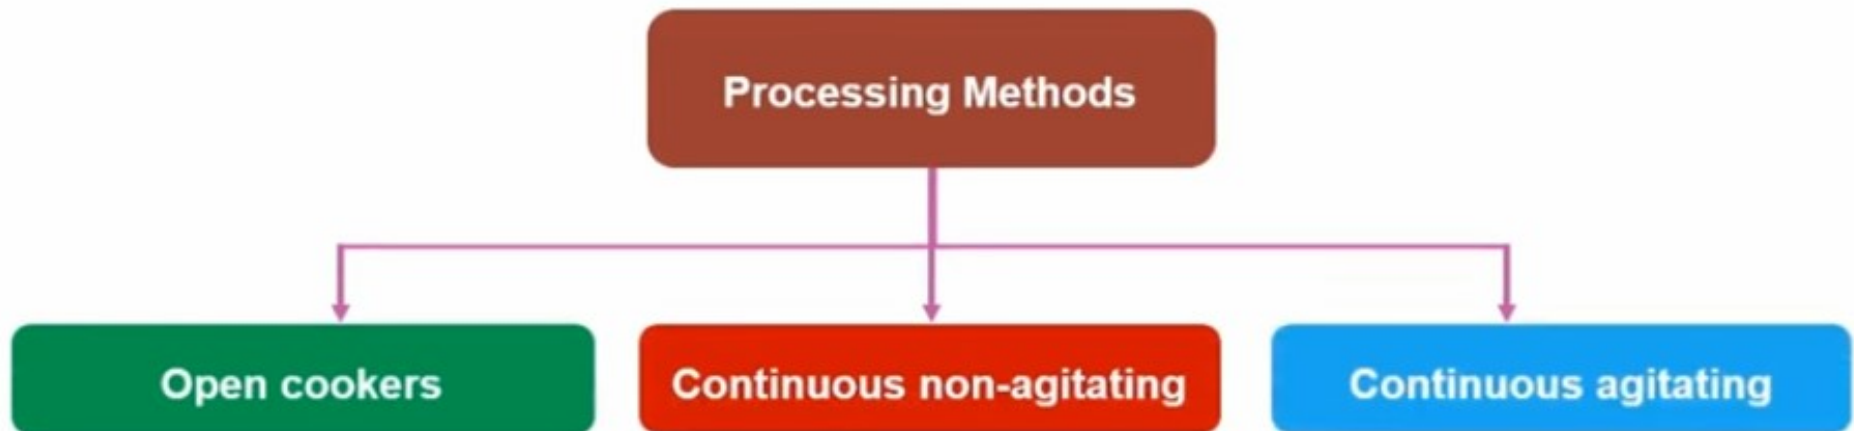 Processing Methods
Open cookers
Continuous non-agitating
Continuous agitating